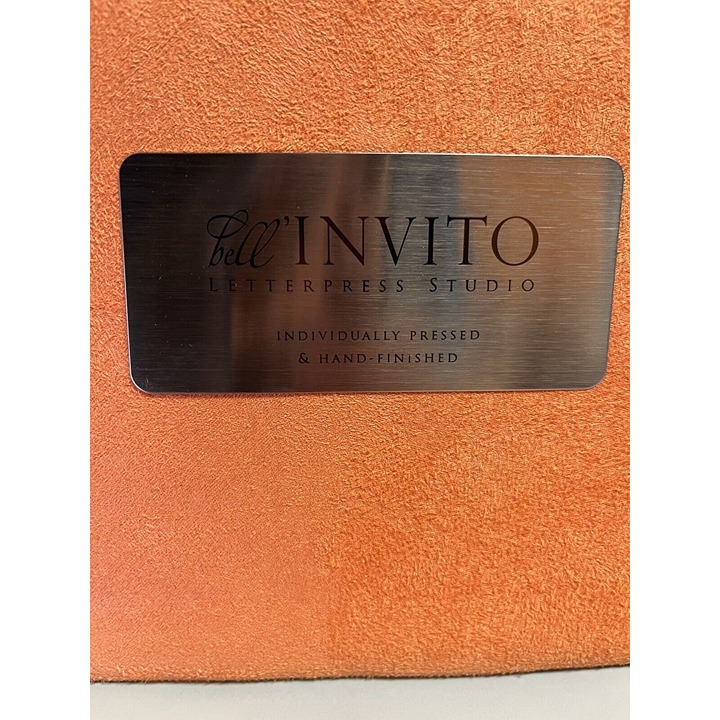 bell'INVITO
LETTERPRESS STUDIO
INDIVIDUALLY PRESSED
& HAND-FINiSHED